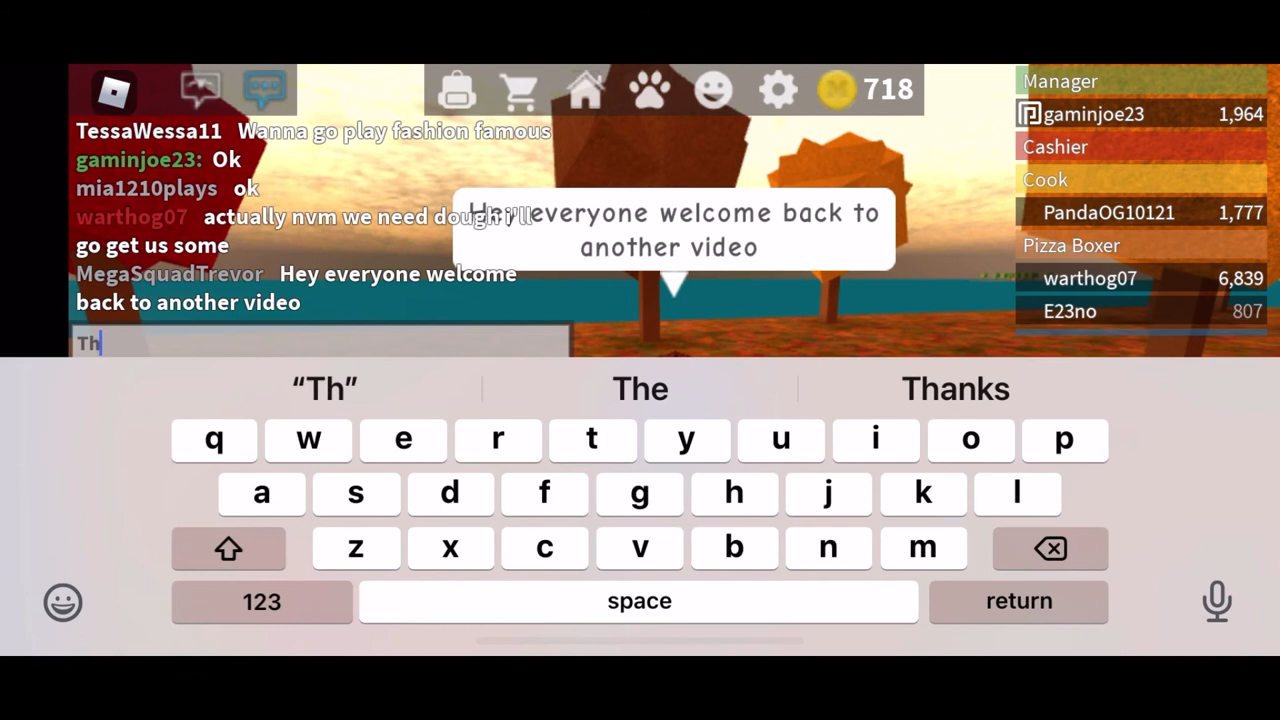 718
TessaWessa11 Wanna go play fashion famous
gaminjoe23: Ok
mia1210plays ok
warthog07 actually nvm we need dough i'll
go get us some
MegaSquadTrevor Hey everyone welcome
back to another video
Th
Hey everyone welcome back to
another video
Manager
gaminjoe23 1,964
Cashier
Cook
PandaOG10121 1,777
Pizza Boxer
warthog07 6,839
E23no 807
“Th” The Thanks
q w e r t y u i o p
a s d f g h j k l
z x c v b n m
123 space return